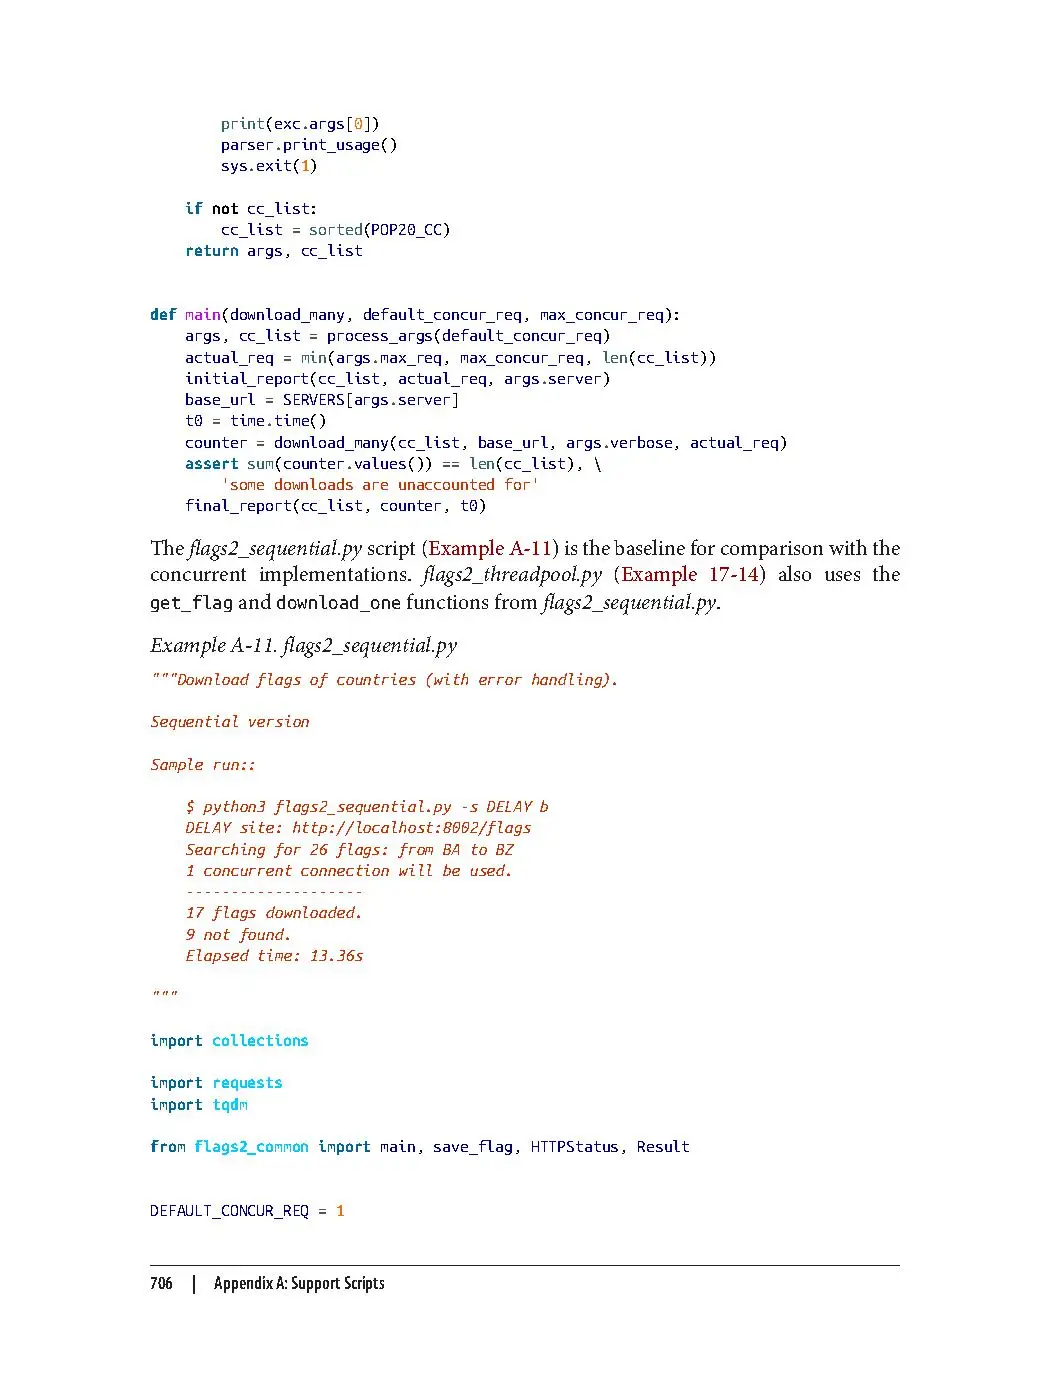 print(exc.args[0])
        parser.print_usage()
        sys.exit(1)

    if not cc_list:
        cc_list = sorted(POP20_CC)
    return args, cc_list


def main(download_many, default_concur_req, max_concur_req):
    args, cc_list = process_args(default_concur_req)
    actual_req = min(args.max_req, max_concur_req, len(cc_list))
    initial_report(cc_list, actual_req, args.server)
    base_url = SERVERS[args.server]
    t0 = time.time()
    counter = download_many(cc_list, base_url, args.verbose, actual_req)
    assert sum(counter.values()) == len(cc_list), \
        'some downloads are unaccounted for'
    final_report(cc_list, counter, t0)
The flags2_sequential.py script (Example A-11) is the baseline for comparison with the
concurrent implementations. flags2_threadpool.py (Example 17-14) also uses the
get_flag and download_one functions from flags2_sequential.py.
Example A-11. flags2_sequential.py
"""Download flags of countries (with error handling).

Sequential version

Sample run::

    $ python3 flags2_sequential.py -s DELAY b
    DELAY site: http://localhost:8002/flags
    Searching for 26 flags: from BA to BZ
    1 concurrent connection will be used.
    --------------------
    17 flags downloaded.
    9 not found.
    Elapsed time: 13.36s

"""

import collections

import requests
import tqdm

from flags2_common import main, save_flag, HTTPStatus, Result


DEFAULT_CONCUR_REQ = 1
706 | Appendix A: Support Scripts